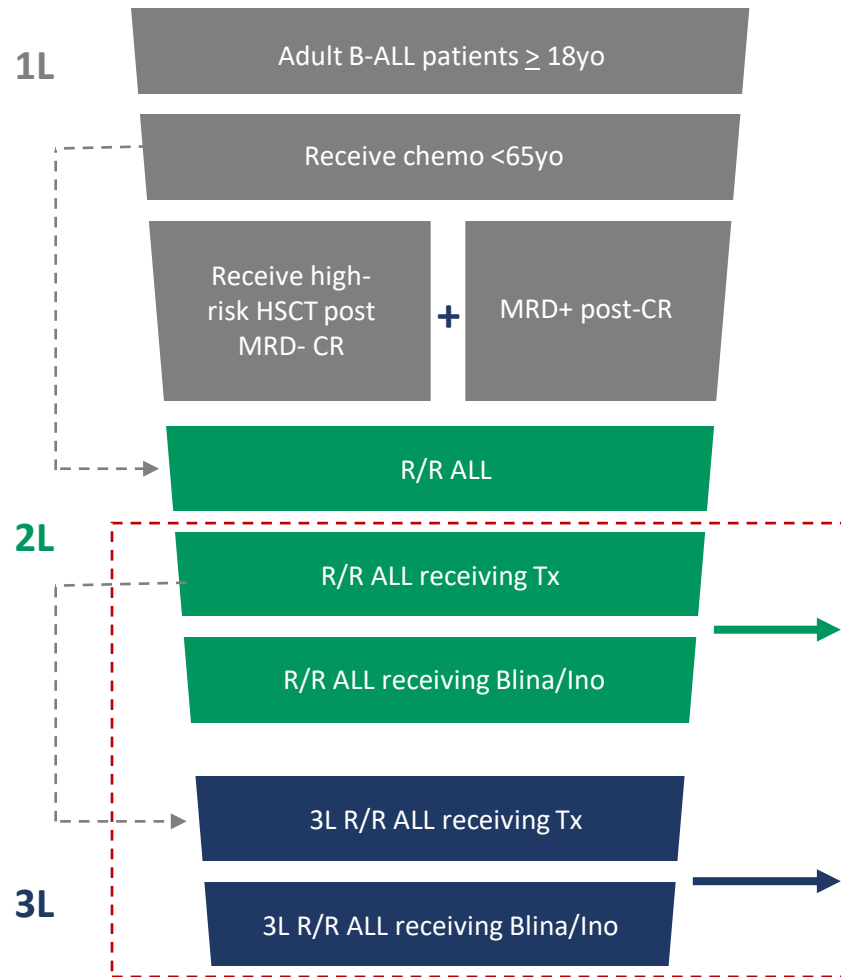 1L
Adult B-ALL patients ≥ 18yo
Receive chemo <65yo
Receive high-
risk HSCT post
MRD- CR
+
MRD+ post-CR
R/R ALL
2L
R/R ALL receiving Tx
R/R ALL receiving Blina/Ino
3L R/R ALL receiving Tx
3L
3L R/R ALL receiving Blina/Ino